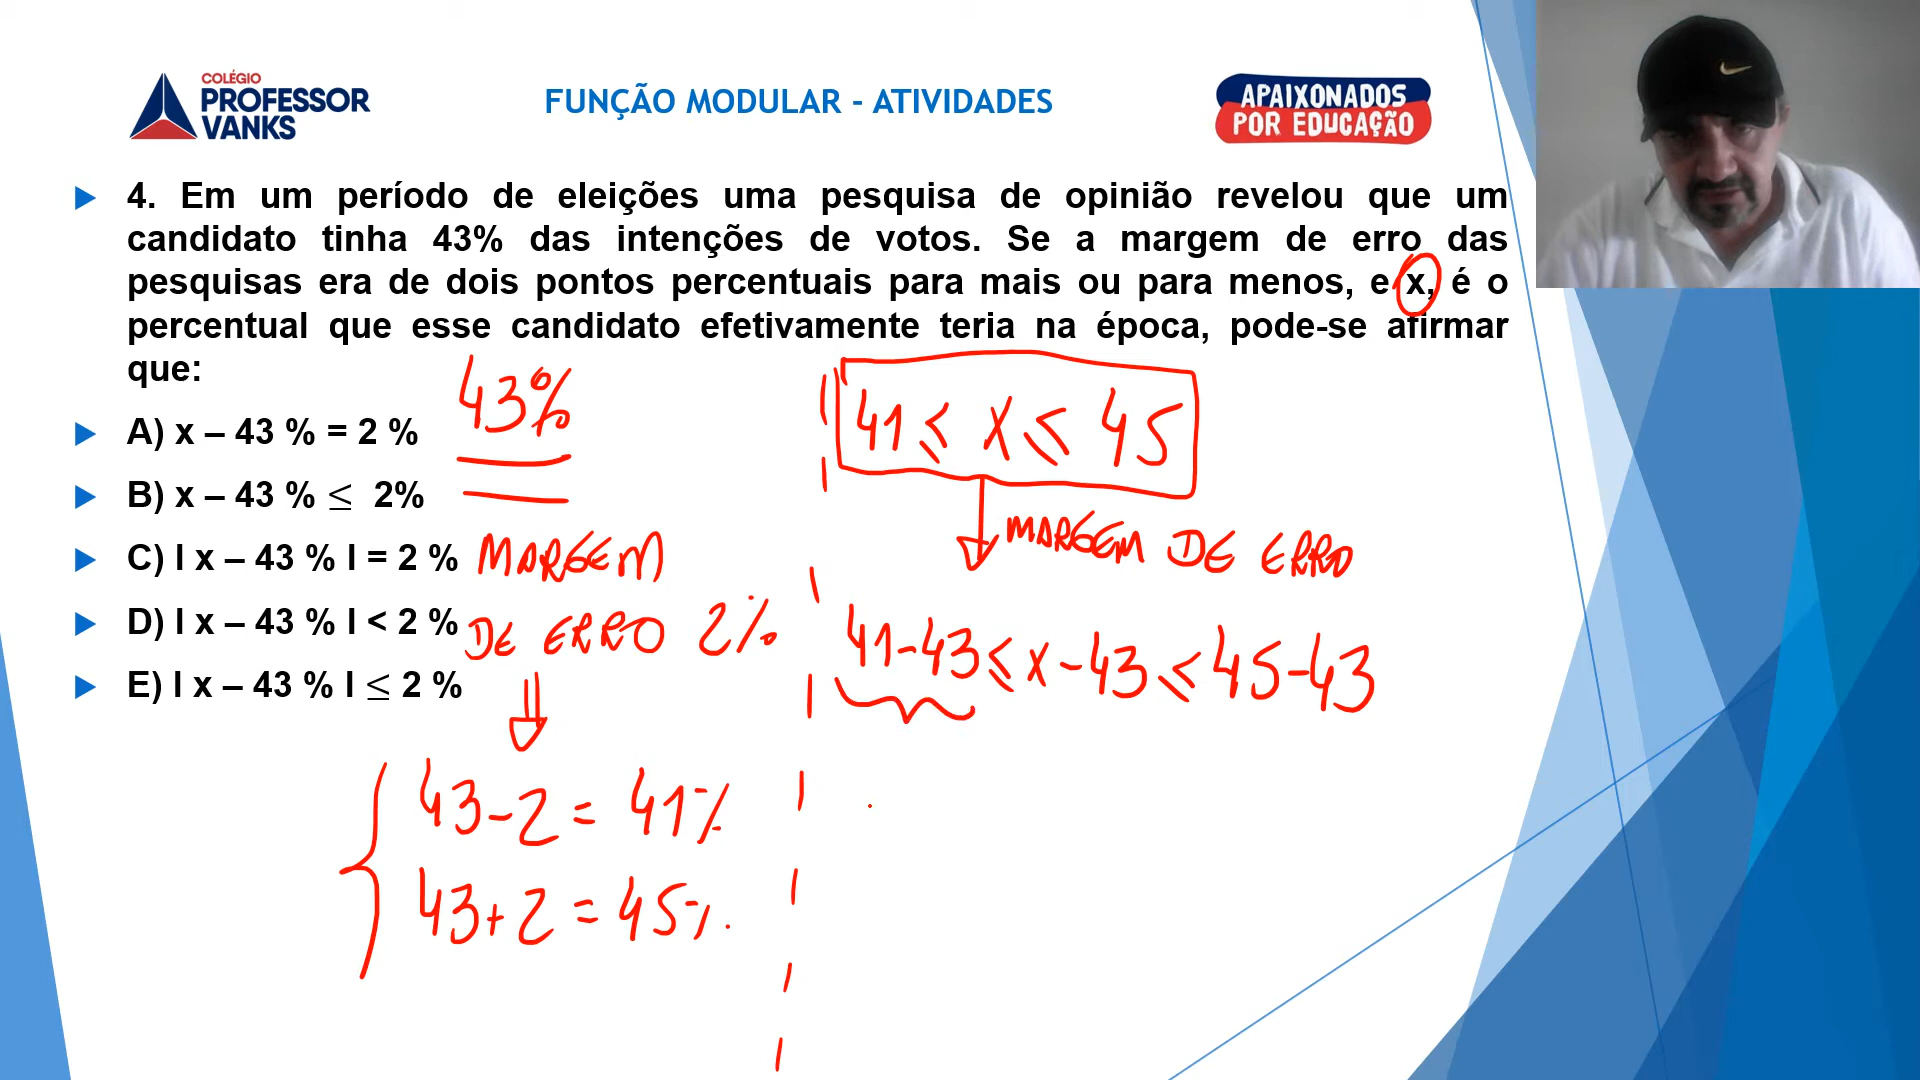 COLÉGIO
PROFESSOR
VANKS
FUNÇÃO MODULAR - ATIVIDADES
APAIXONADOS
POR EDUCAÇÃO
4. Em um período de eleições uma pesquisa de opinião revelou que um
candidato tinha 43% das intenções de votos. Se a margem de erro das
pesquisas era de dois pontos percentuais para mais ou para menos, e x, é o
percentual que esse candidato efetivamente teria na época, pode-se afirmar
que:
A) x – 43 % = 2 %
B) x – 43 % ≤ 2%
C) I x – 43 % I = 2 %
D) I x – 43 % I < 2 %
E) I x – 43 % I ≤ 2 %
43%
MARGEM
DE ERRO 2%
43-2 = 41%
43+2 = 45%
41 ≤ x ≤ 45
MARGEM DE ERRO
41-43 ≤ x-43 ≤ 45-43